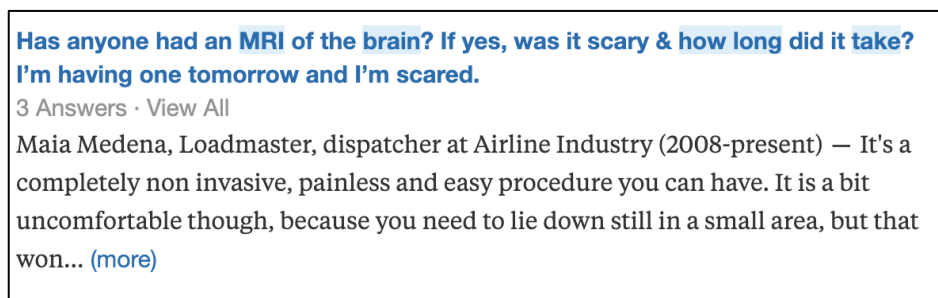 Has anyone had an MRI of the brain? If yes, was it scary & how long did it take?
I'm having one tomorrow and I'm scared.
3 Answers · View All
Maia Medena, Loadmaster, dispatcher at Airline Industry (2008-present) — It's a
completely non invasive, painless and easy procedure you can have. It is a bit
uncomfortable though, because you need to lie down still in a small area, but that
won... (more)